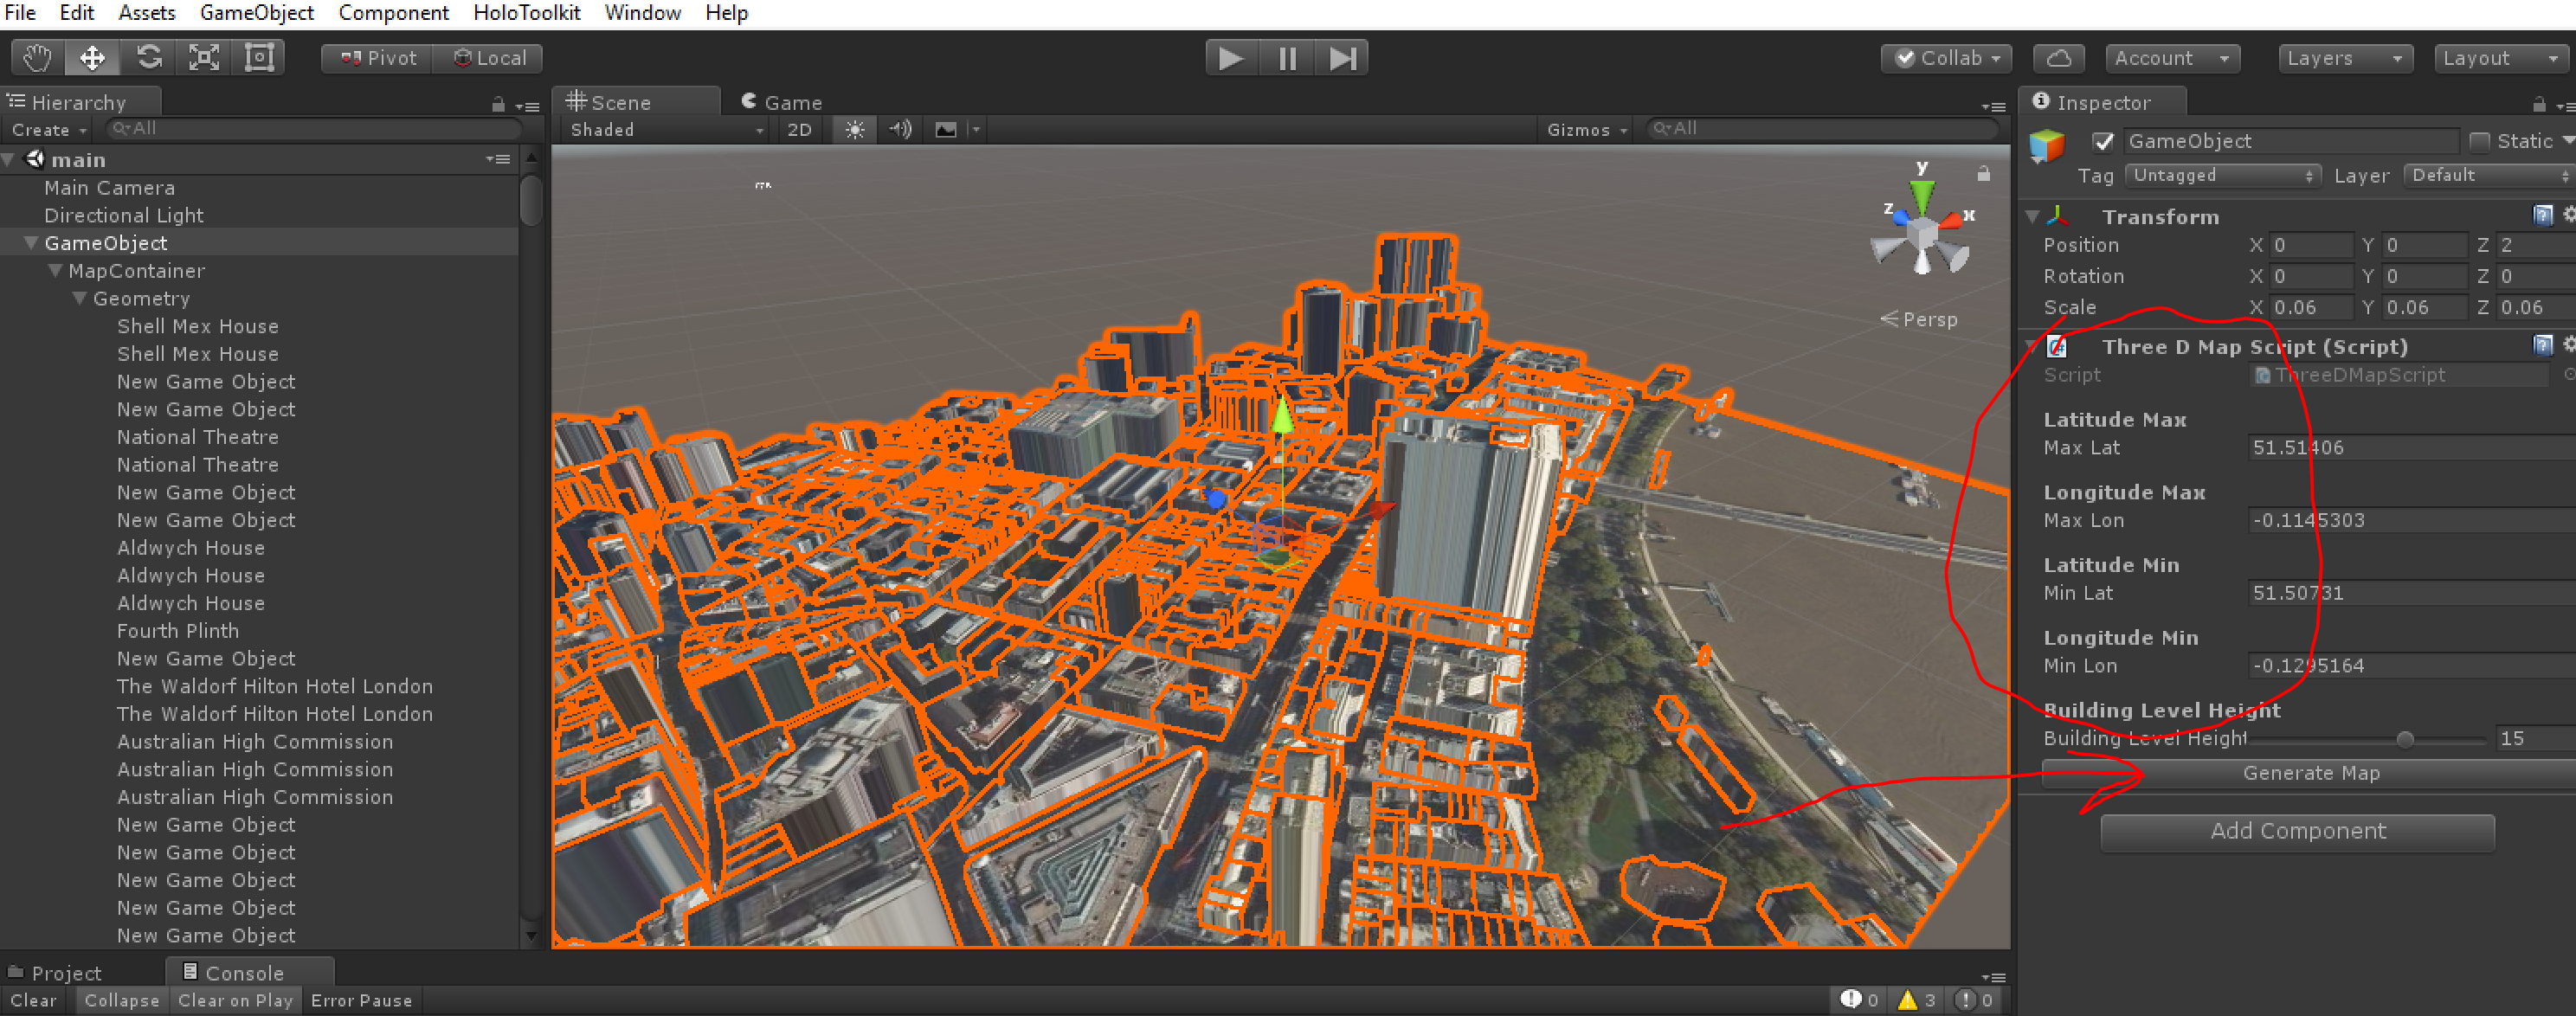 File Edit Assets GameObject Component HoloToolkit Window Help
Pivot Local Collab Account Layers Layout
Hierarchy
Create All
main
Main Camera
Directional Light
GameObject
MapContainer
Geometry
Shell Mex House
Shell Mex House
New Game Object
New Game Object
National Theatre
National Theatre
New Game Object
New Game Object
Aldwych House
Aldwych House
Aldwych House
Fourth Plinth
New Game Object
The Waldorf Hilton Hotel London
The Waldorf Hilton Hotel London
Australian High Commission
Australian High Commission
Australian High Commission
New Game Object
New Game Object
New Game Object
New Game Object
New Game Object
Scene Game
Shaded 2D Gizmos All
y
z x
Persp
Inspector
GameObject Static
Tag Untagged Layer Default
Transform
Position X 0 Y 0 Z 2
Rotation X 0 Y 0 Z 0
Scale X 0.06 Y 0.06 Z 0.06
Three D Map Script (Script)
Script ThreeDMapScript
Latitude Max
Max Lat 51.51406
Longitude Max
Max Lon -0.1145303
Latitude Min
Min Lat 51.50731
Longitude Min
Min Lon -0.1295164
Building Level Height
Building Level Height 15
Generate Map
Add Component
Project Console
Clear Collapse Clear on Play Error Pause 0 3 0